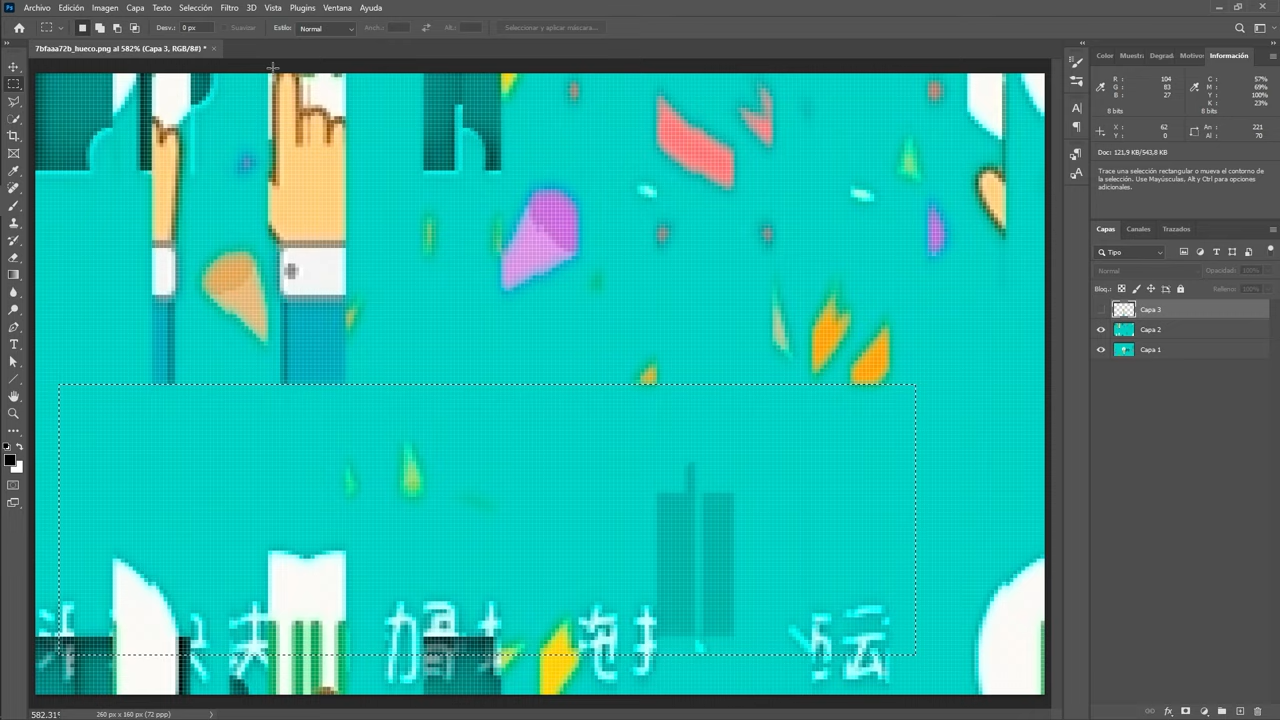 Archivo Edición Imagen Capa Texto Selección Filtro 3D Vista Plugins Ventana Ayuda
Desv.: 0 px Suavizar Estilo: Normal Anch.: Alt.: Seleccionar y aplicar máscara...
7bfaaa72b_hueco.png al 582% (Capa 3, RGB/8#) *
Color Muestr Degrad Motivos Información
R: 104 C: 57%
G: 83 M: 69%
B: 27 Y: 100%
K: 23%
8 bits 8 bits
X: 62 An: 221
Y: 0 Al: 70
Doc: 121,9 KB/543,8 KB
Trace una selección rectangular o mueva el contorno de la selección. Use Mayúsculas, Alt y Ctrl para opciones adicionales.
Capas Canales Trazados
Tipo
Normal Opacidad: 100%
Bloq.: Relleno: 100%
Capa 3
Capa 2
Capa 1
582.31% 260 px x 160 px (72 ppp)